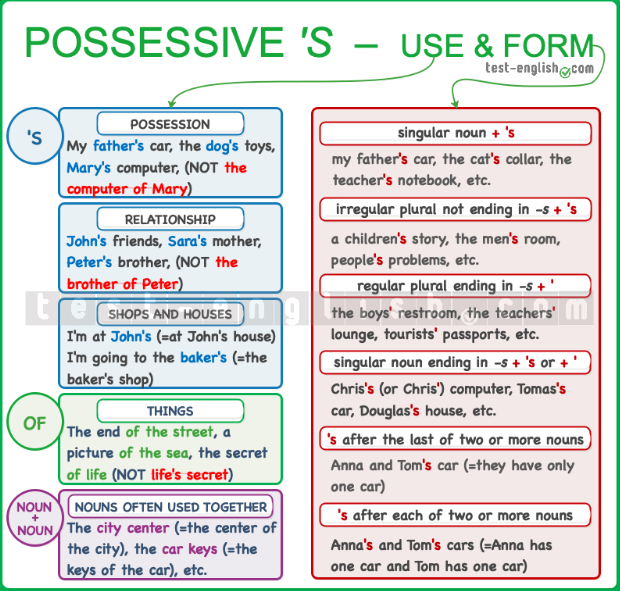 POSSESSIVE 'S – USE & FORM
test-english.com
'S
POSSESSION
My father's car, the dog's toys,
Mary's computer, (NOT the
computer of Mary)
RELATIONSHIP
John's friends, Sara's mother,
Peter's brother, (NOT the
brother of Peter)
SHOPS AND HOUSES
I'm at John's (=at John's house)
I'm going to the baker's (=the
baker's shop)
OF
THINGS
The end of the street, a
picture of the sea, the secret
of life (NOT life's secret)
NOUN
+
NOUN
NOUNS OFTEN USED TOGETHER
The city center (=the center of
the city), the car keys (=the
keys of the car), etc.
singular noun + 's
my father's car, the cat's collar, the
teacher's notebook, etc.
irregular plural not ending in –s + 's
a children's story, the men's room,
people's problems, etc.
regular plural ending in –s + '
the boys' restroom, the teachers'
lounge, tourists' passports, etc.
singular noun ending in –s + 's or + '
Chris's (or Chris') computer, Tomas's
car, Douglas's house, etc.
's after the last of two or more nouns
Anna and Tom's car (=they have only
one car)
's after each of two or more nouns
Anna's and Tom's cars (=Anna has
one car and Tom has one car)
test-english.com